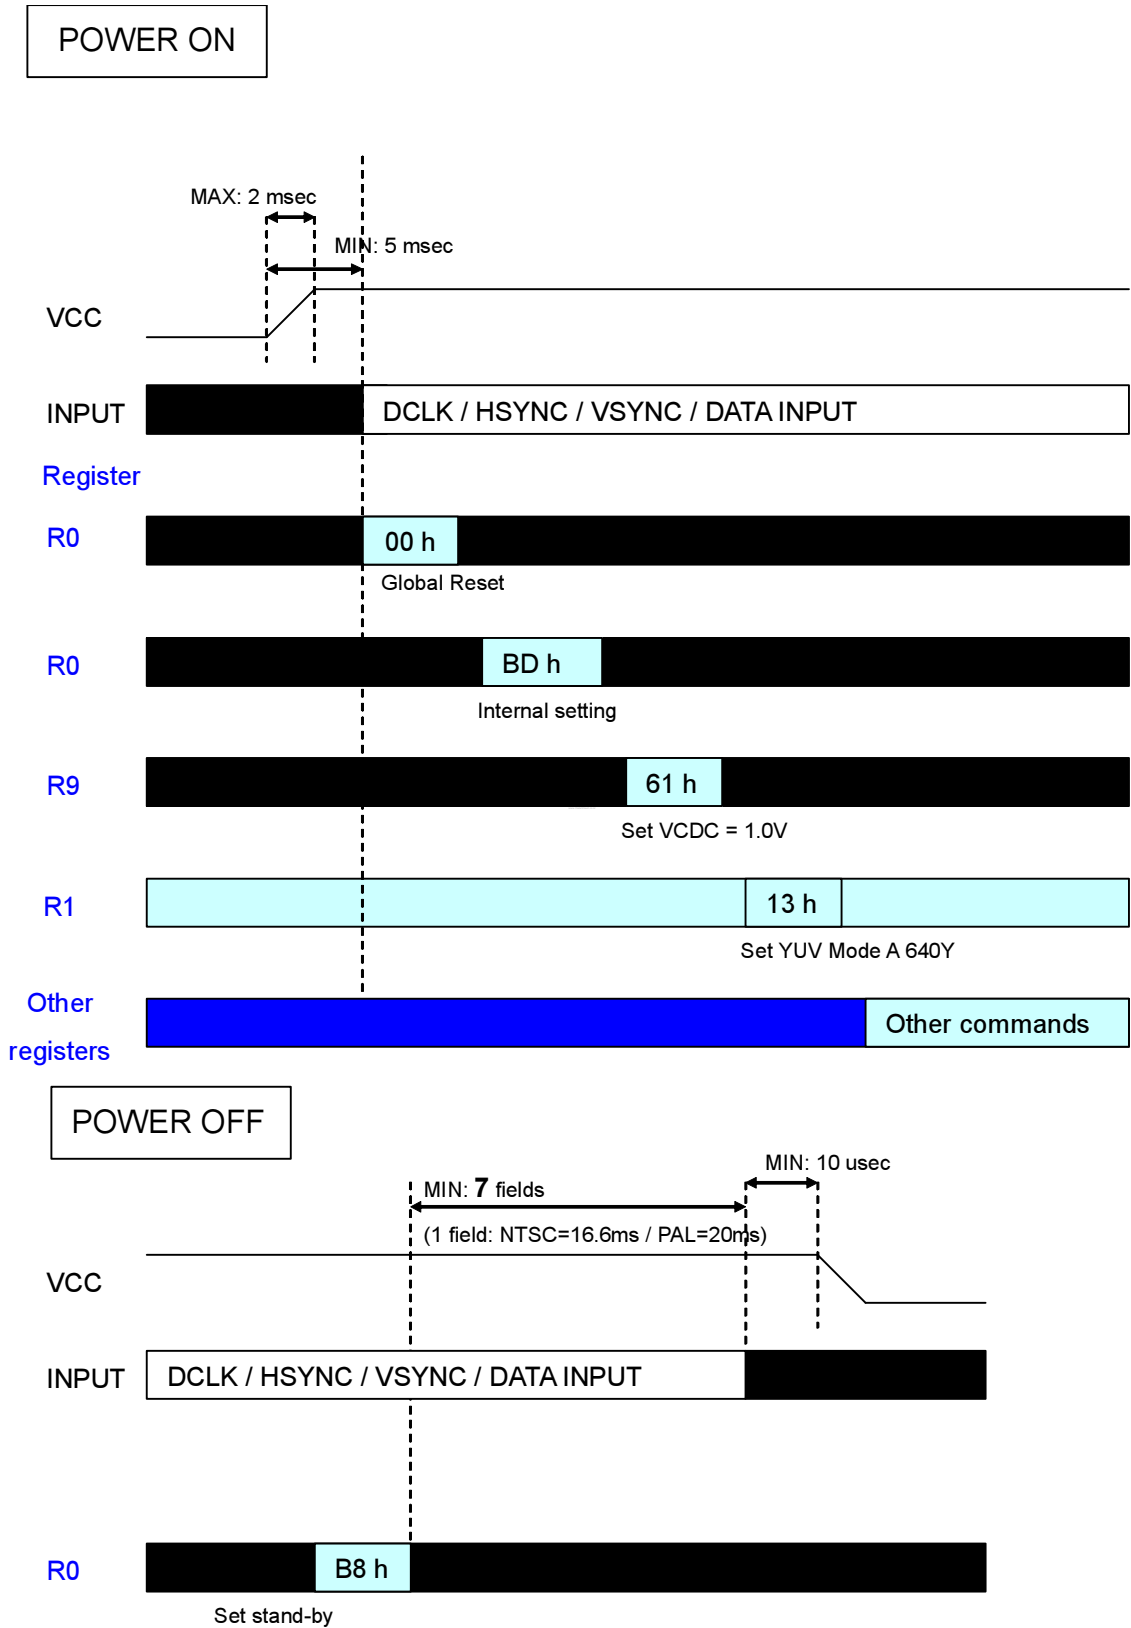 POWER ON
MAX: 2 msec
MIN: 5 msec
VCC
INPUT
DCLK / HSYNC / VSYNC / DATA INPUT
Register
R0
00 h
Global Reset
R0
BD h
Internal setting
R9
61 h
Set VCDC = 1.0V
R1
13 h
Set YUV Mode A 640Y
Other
registers
Other commands
POWER OFF
MIN: 10 usec
MIN: 7 fields
(1 field: NTSC=16.6ms / PAL=20ms)
VCC
INPUT
DCLK / HSYNC / VSYNC / DATA INPUT
R0
B8 h
Set stand-by